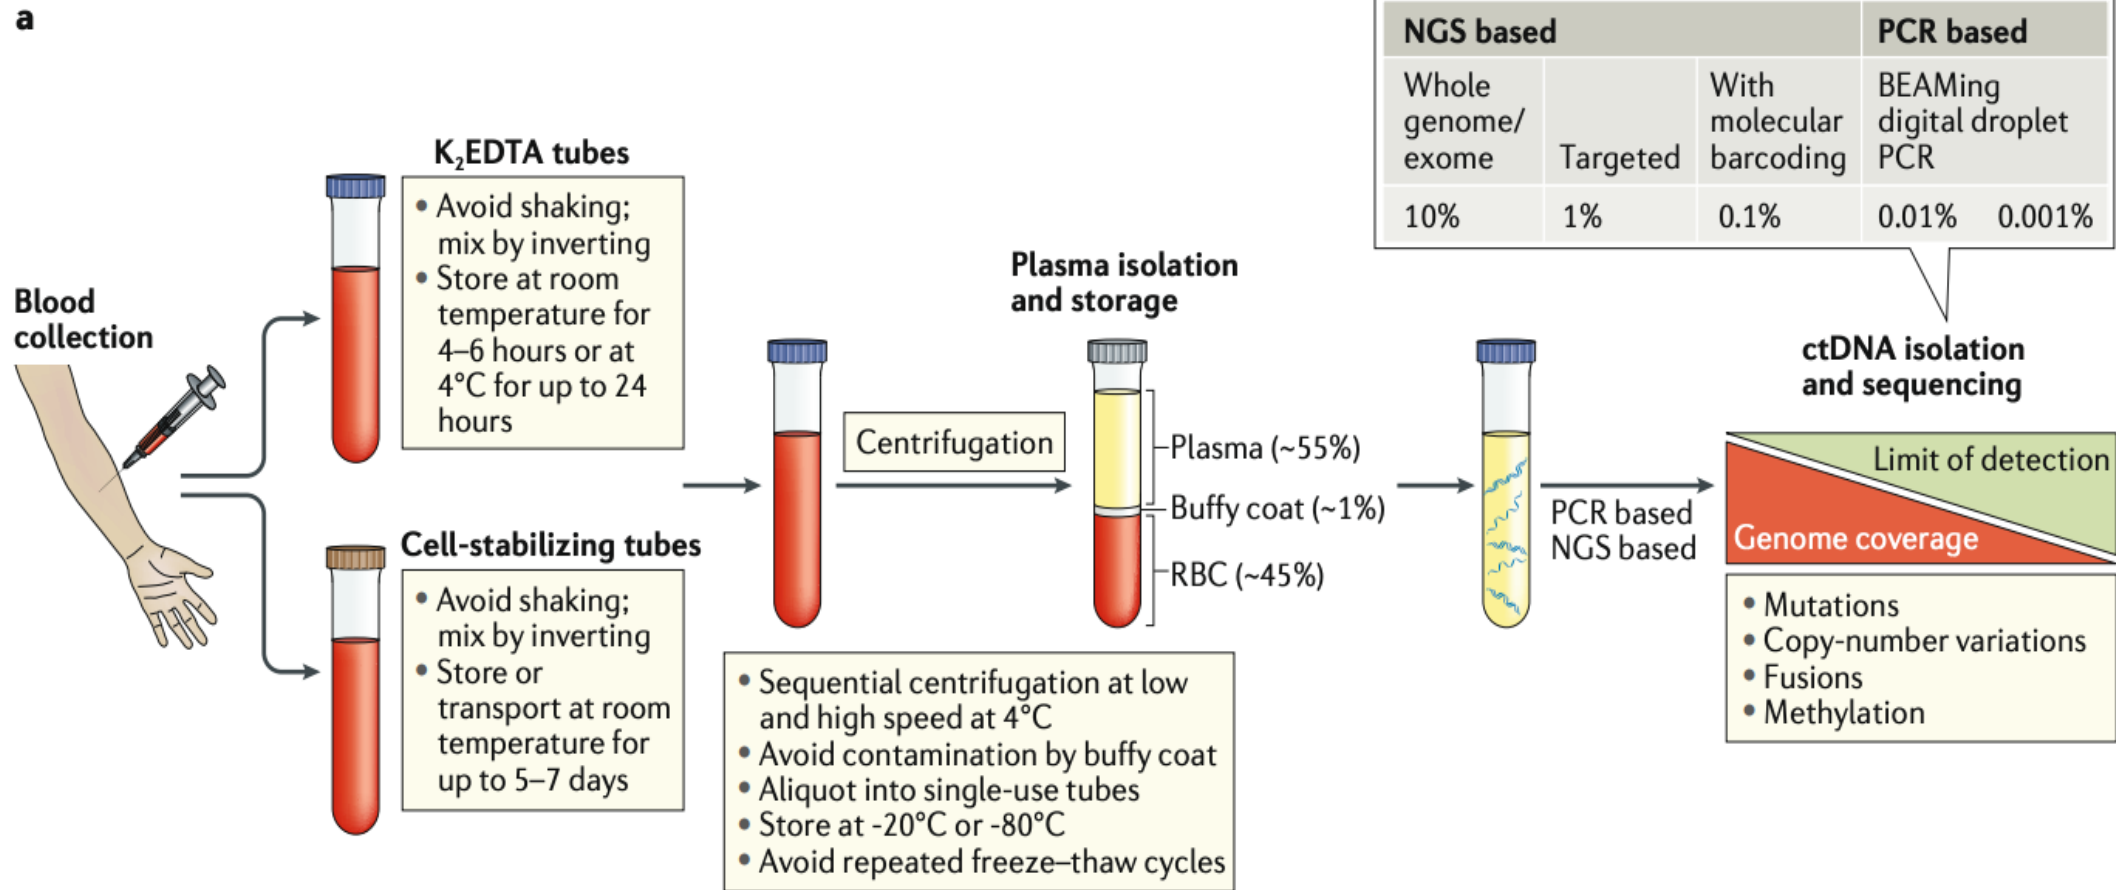 a
Blood
collection
K₂EDTA tubes
• Avoid shaking;
mix by inverting
• Store at room
temperature for
4–6 hours or at
4°C for up to 24
hours
Cell-stabilizing tubes
• Avoid shaking;
mix by inverting
• Store or
transport at room
temperature for
up to 5–7 days
Centrifugation
Plasma isolation
and storage
Plasma (~55%)
Buffy coat (~1%)
RBC (~45%)
• Sequential centrifugation at low
and high speed at 4°C
• Avoid contamination by buffy coat
• Aliquot into single-use tubes
• Store at -20°C or -80°C
• Avoid repeated freeze–thaw cycles
PCR based
NGS based
NGS based PCR based
Whole
genome/
exome
Targeted
With
molecular
barcoding
BEAMing
digital droplet
PCR
10% 1% 0.1% 0.01% 0.001%
ctDNA isolation
and sequencing
Limit of detection
Genome coverage
• Mutations
• Copy-number variations
• Fusions
• Methylation